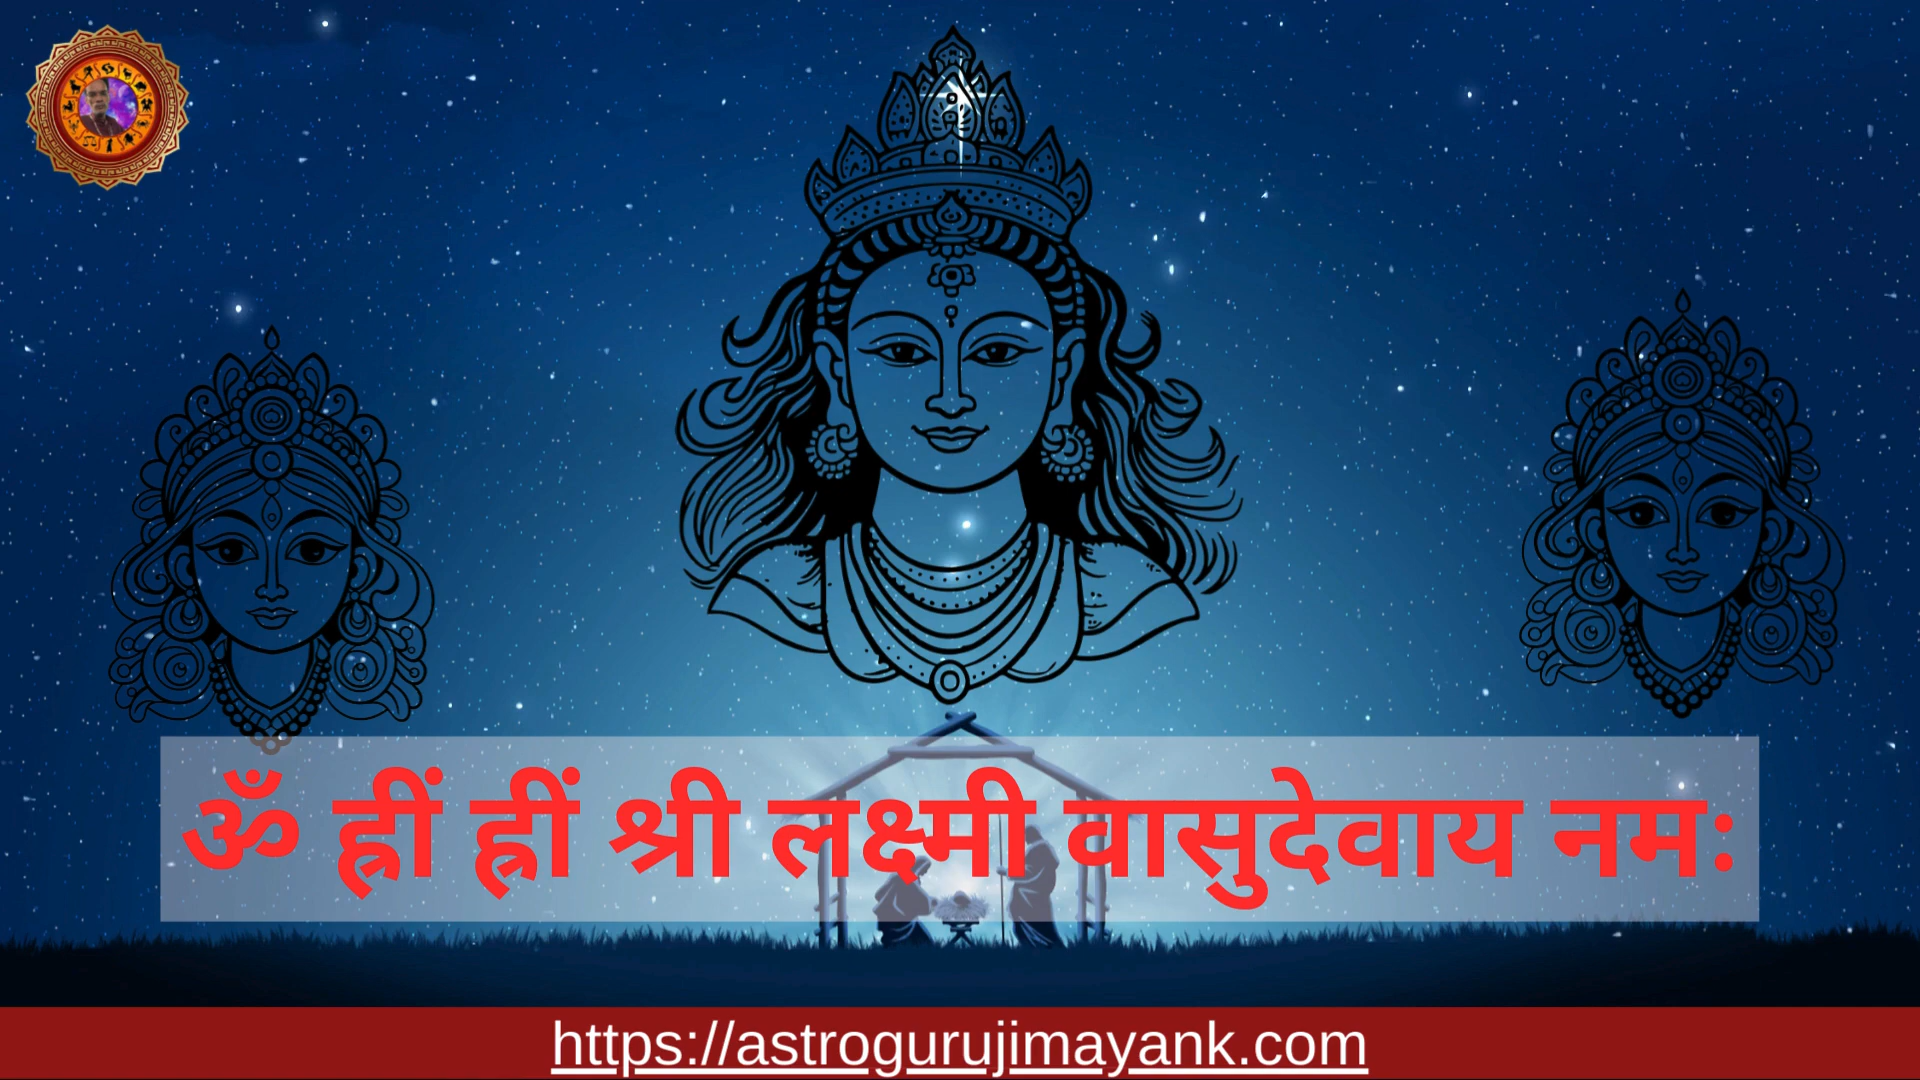 ॐ ह्रीं ह्रीं श्री लक्ष्मी वासुदेवाय नमः
https://astrogurujimayank.com